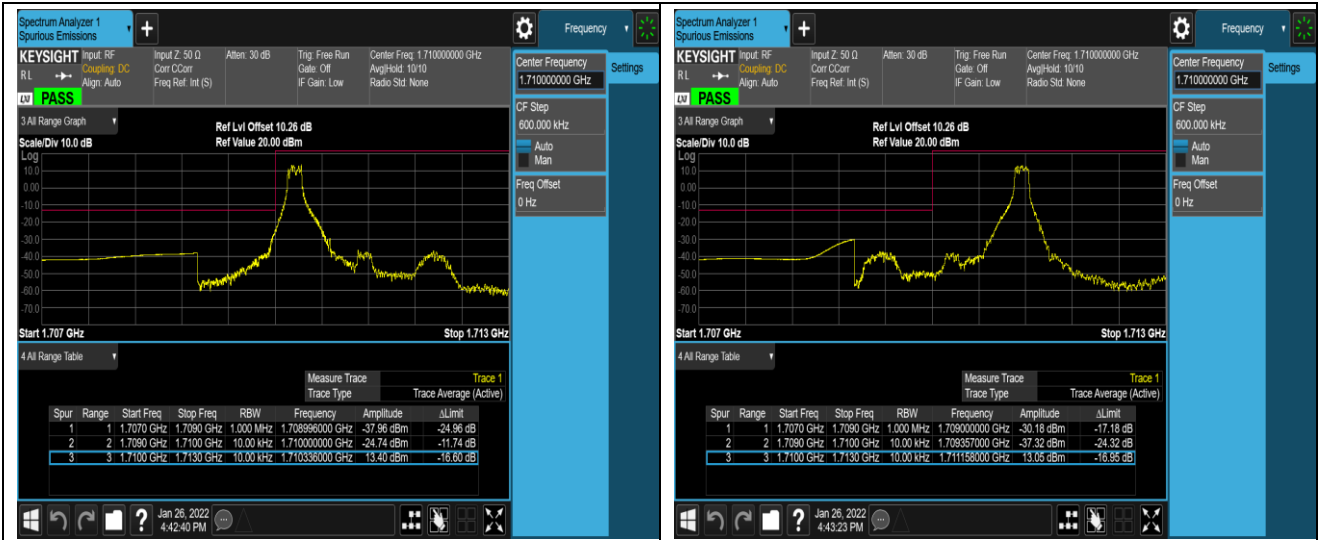 Spectrum Analyzer 1
Spurious Emissions
+
Frequency
KEYSIGHT Input: RF Input Z: 50 Ω Atten: 30 dB Trig: Free Run Center Freq: 1.710000000 GHz
Coupling: DC Corr CCorr Gate: Off Avg|Hold: 10/10
R L Align: Auto Freq Ref: Int (S) IF Gain: Low Radio Std: None
LXI PASS
Center Frequency
1.710000000 GHz
Settings
CF Step
600.000 kHz
Auto
Man
Freq Offset
0 Hz
3 All Range Graph
Ref Lvl Offset 10.26 dB
Scale/Div 10.0 dB Ref Value 20.00 dBm
Log
10.0
0.00
-10.0
-20.0
-30.0
-40.0
-50.0
-60.0
-70.0
Start 1.707 GHz Stop 1.713 GHz
4 All Range Table
Measure Trace Trace 1
Trace Type Trace Average (Active)
Spur Range Start Freq Stop Freq RBW Frequency Amplitude ΔLimit
1 1 1.7070 GHz 1.7090 GHz 1.000 MHz 1.708996000 GHz -37.96 dBm -24.96 dB
2 2 1.7090 GHz 1.7100 GHz 10.00 kHz 1.710000000 GHz -24.74 dBm -11.74 dB
3 3 1.7100 GHz 1.7130 GHz 10.00 kHz 1.710336000 GHz 13.40 dBm -16.60 dB
?
Jan 26, 2022
4:42:40 PM
Spectrum Analyzer 1
Spurious Emissions
+
Frequency
KEYSIGHT Input: RF Input Z: 50 Ω Atten: 30 dB Trig: Free Run Center Freq: 1.710000000 GHz
Coupling: DC Corr CCorr Gate: Off Avg|Hold: 10/10
R L Align: Auto Freq Ref: Int (S) IF Gain: Low Radio Std: None
LXI PASS
Center Frequency
1.710000000 GHz
Settings
CF Step
600.000 kHz
Auto
Man
Freq Offset
0 Hz
3 All Range Graph
Ref Lvl Offset 10.26 dB
Scale/Div 10.0 dB Ref Value 20.00 dBm
Log
10.0
0.00
-10.0
-20.0
-30.0
-40.0
-50.0
-60.0
-70.0
Start 1.707 GHz Stop 1.713 GHz
4 All Range Table
Measure Trace Trace 1
Trace Type Trace Average (Active)
Spur Range Start Freq Stop Freq RBW Frequency Amplitude ΔLimit
1 1 1.7070 GHz 1.7090 GHz 1.000 MHz 1.709000000 GHz -30.18 dBm -17.18 dB
2 2 1.7090 GHz 1.7100 GHz 10.00 kHz 1.709357000 GHz -37.32 dBm -24.32 dB
3 3 1.7100 GHz 1.7130 GHz 10.00 kHz 1.711158000 GHz 13.05 dBm -16.95 dB
?
Jan 26, 2022
4:43:23 PM